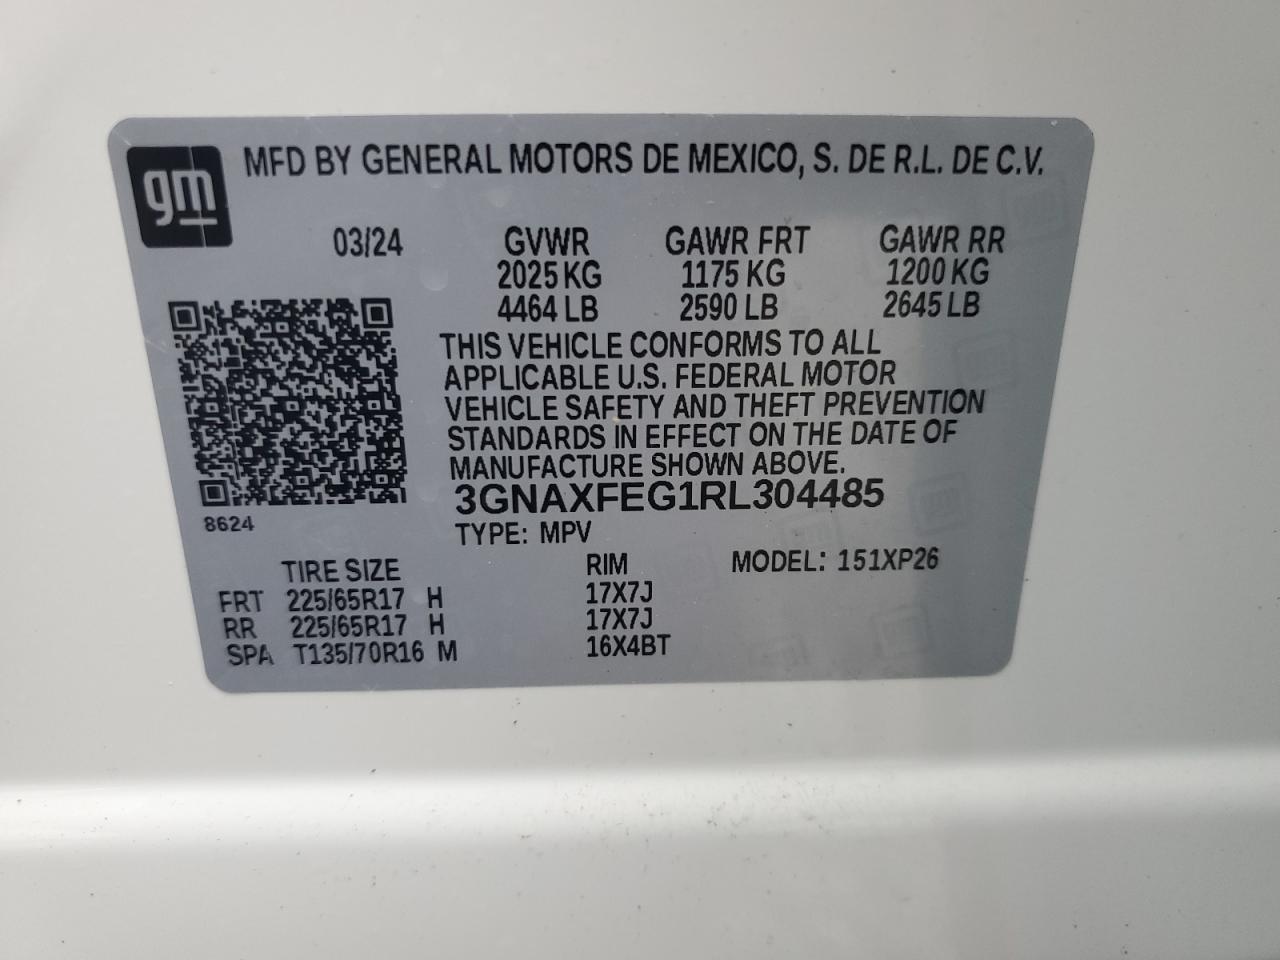 gm
MFD BY GENERAL MOTORS DE MEXICO, S. DE R.L. DE C.V.
03/24 GVWR GAWR FRT GAWR RR
2025 KG 1175 KG 1200 KG
4464 LB 2590 LB 2645 LB
THIS VEHICLE CONFORMS TO ALL
APPLICABLE U.S. FEDERAL MOTOR
VEHICLE SAFETY AND THEFT PREVENTION
STANDARDS IN EFFECT ON THE DATE OF
MANUFACTURE SHOWN ABOVE.
3GNAXFEG1RL304485
8624
TYPE: MPV
TIRE SIZE RIM MODEL: 151XP26
FRT 225/65R17 H 17X7J
RR 225/65R17 H 17X7J
SPA T135/70R16 M 16X4BT